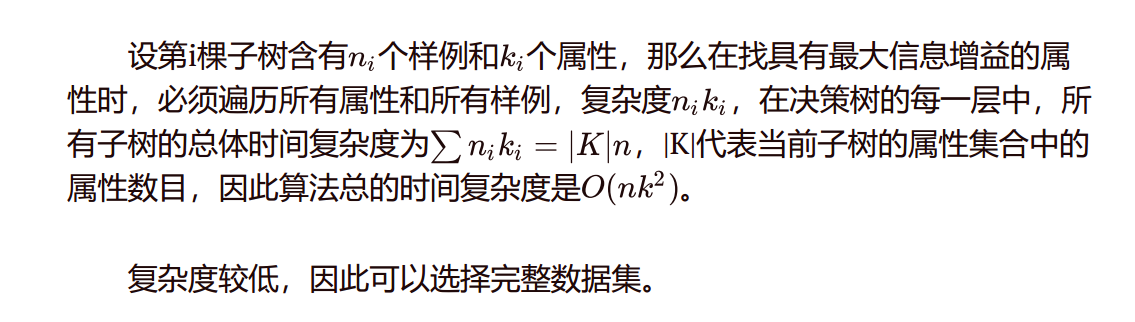 设第i棵子树含有$n_i$个样例和$k_i$个属性，那么在找具有最大信息增益的属
性时，必须遍历所有属性和所有样例，复杂度$n_i k_i$，在决策树的每一层中，所
有子树的总体时间复杂度为$\sum n_i k_i = |K|n$，|K|代表当前子树的属性集合中的
属性数目，因此算法总的时间复杂度是$O(nk^2)$。
复杂度较低，因此可以选择完整数据集。